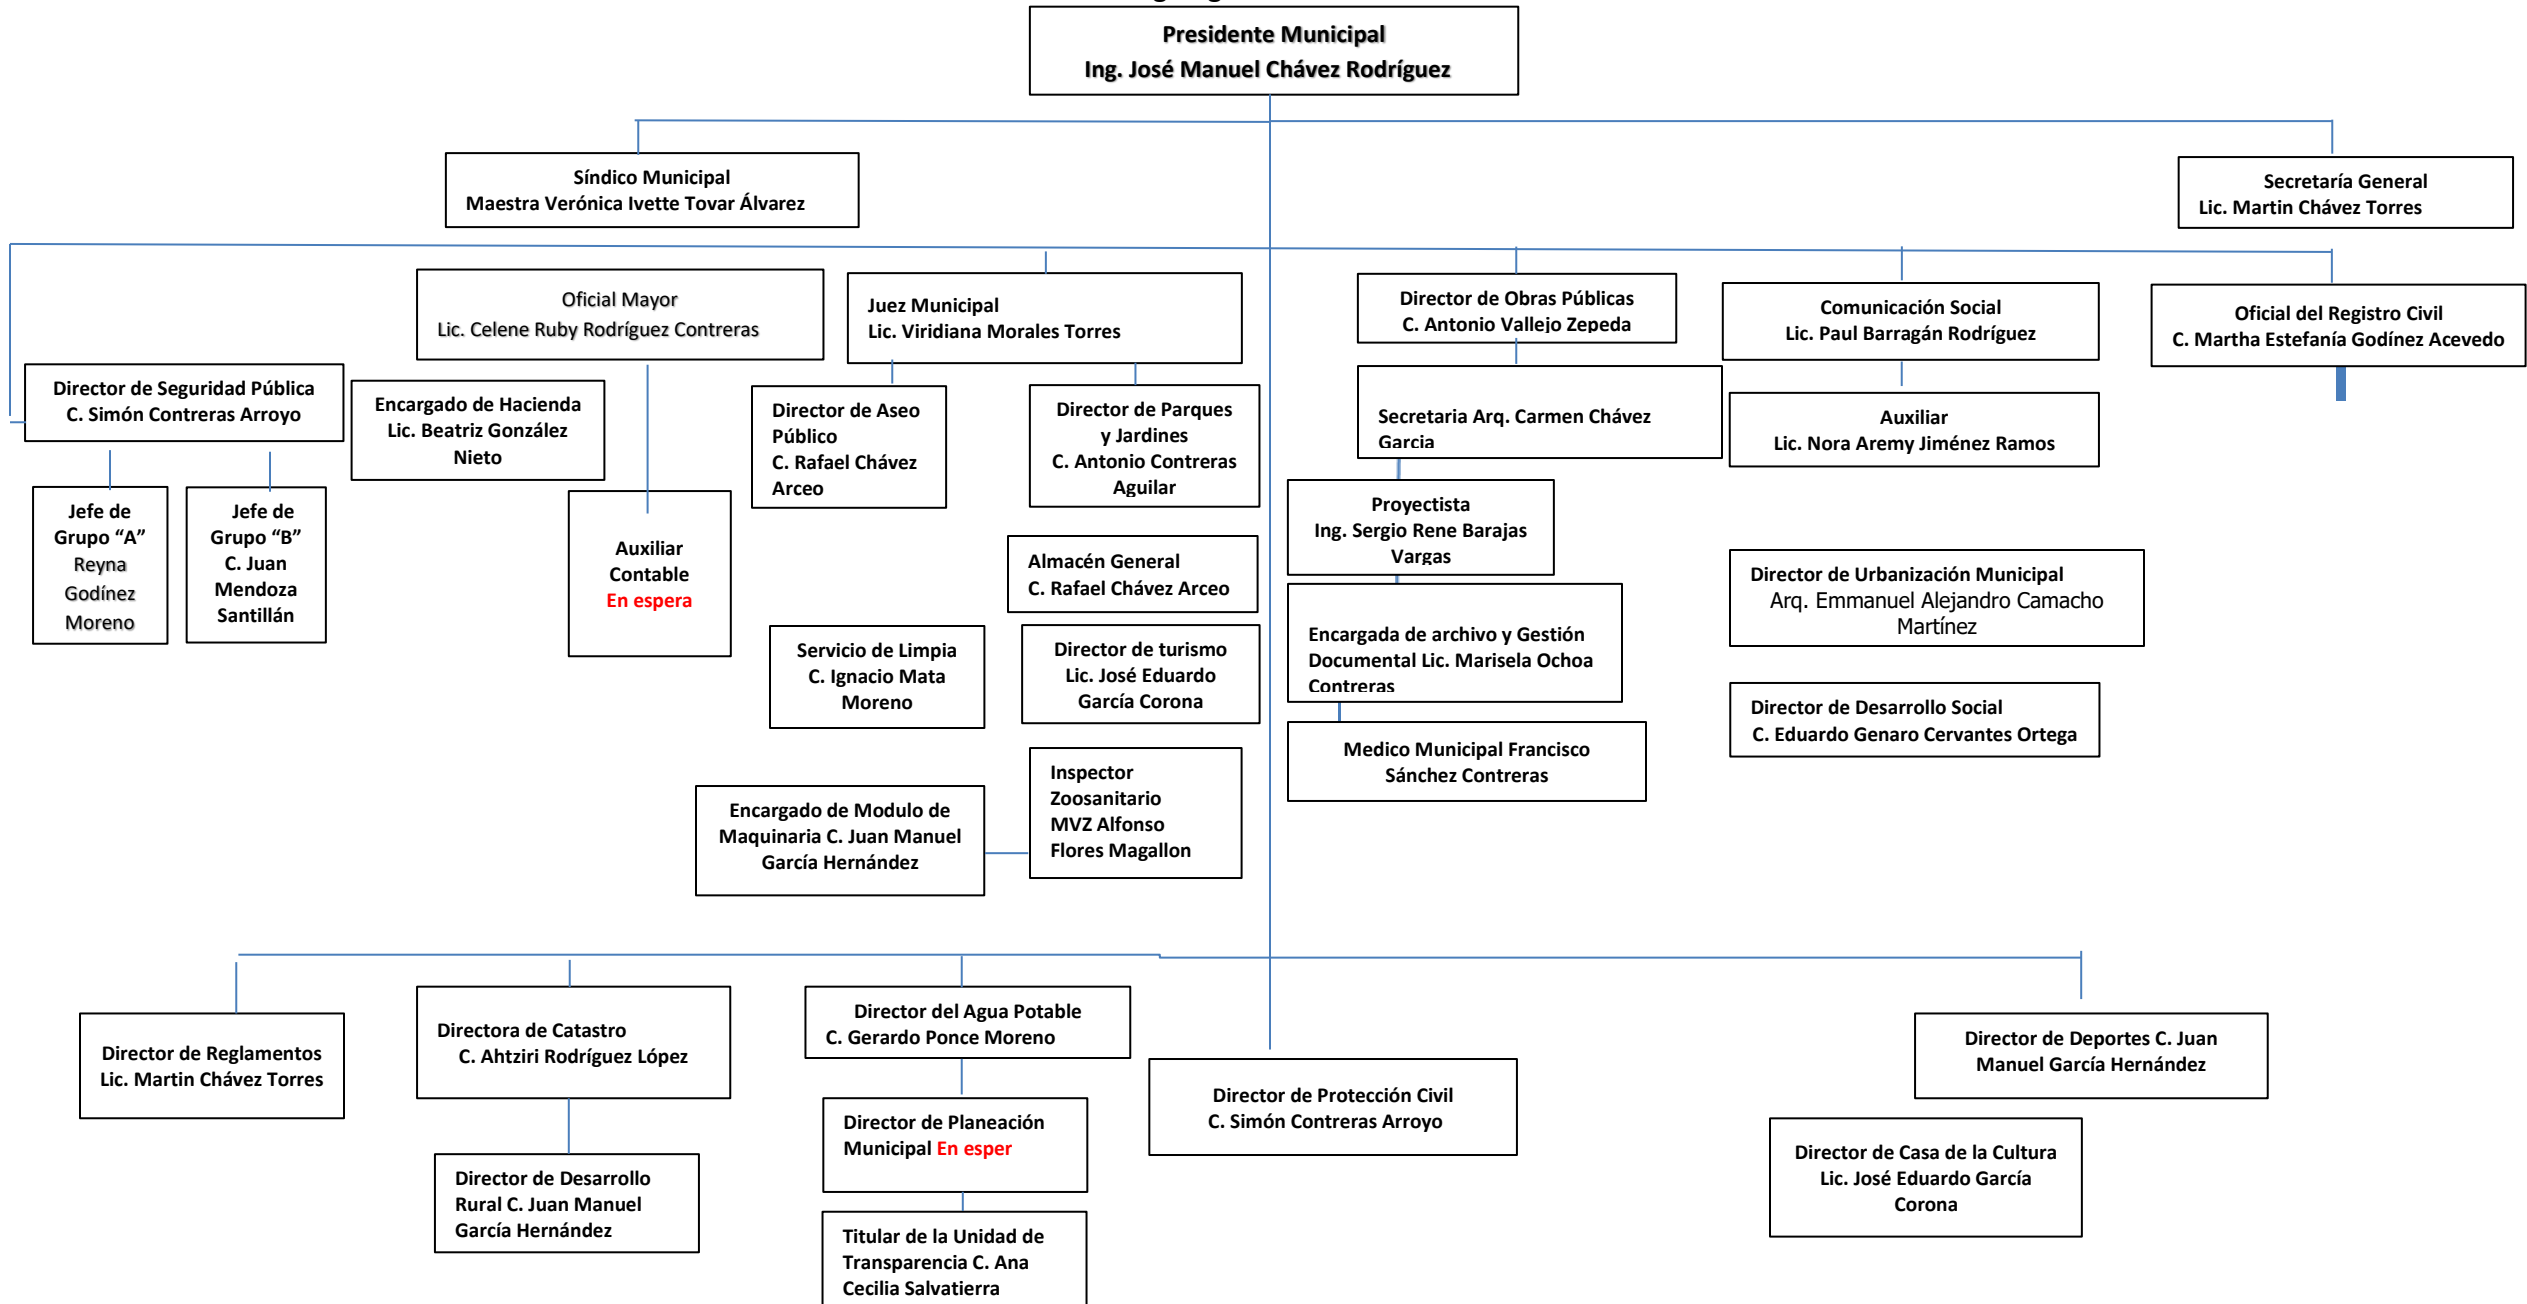 Presidente Municipal
Ing. José Manuel Chávez Rodríguez
Síndico Municipal
Maestra Verónica Ivette Tovar Álvarez
Secretaría General
Lic. Martin Chávez Torres
Oficial Mayor
Lic. Celene Ruby Rodríguez Contreras
Juez Municipal
Lic. Viridiana Morales Torres
Director de Obras Públicas
C. Antonio Vallejo Zepeda
Comunicación Social
Lic. Paul Barragán Rodríguez
Oficial del Registro Civil
C. Martha Estefanía Godínez Acevedo
Director de Seguridad Pública
C. Simón Contreras Arroyo
Encargado de Hacienda
Lic. Beatriz González
Nieto
Director de Aseo
Público
C. Rafael Chávez
Arceo
Director de Parques
y Jardines
C. Antonio Contreras
Aguilar
Secretaria Arq. Carmen Chávez
Garcia
Auxiliar
Lic. Nora Aremy Jiménez Ramos
Jefe de
Grupo “A”
Reyna
Godínez
Moreno
Jefe de
Grupo “B”
C. Juan
Mendoza
Santillán
Auxiliar
Contable
En espera
Proyectista
Ing. Sergio Rene Barajas
Vargas
Almacén General
C. Rafael Chávez Arceo
Director de Urbanización Municipal
Arq. Emmanuel Alejandro Camacho
Martínez
Servicio de Limpia
C. Ignacio Mata
Moreno
Director de turismo
Lic. José Eduardo
García Corona
Encargada de archivo y Gestión
Documental Lic. Marisela Ochoa
Contreras
Director de Desarrollo Social
C. Eduardo Genaro Cervantes Ortega
Medico Municipal Francisco
Sánchez Contreras
Encargado de Modulo de
Maquinaria C. Juan Manuel
García Hernández
Inspector
Zoosanitario
MVZ Alfonso
Flores Magallon
Director de Reglamentos
Lic. Martin Chávez Torres
Directora de Catastro
C. Ahtziri Rodríguez López
Director del Agua Potable
C. Gerardo Ponce Moreno
Director de Protección Civil
C. Simón Contreras Arroyo
Director de Deportes C. Juan
Manuel García Hernández
Director de Desarrollo
Rural C. Juan Manuel
García Hernández
Director de Planeación
Municipal En esper
Director de Casa de la Cultura
Lic. José Eduardo García
Corona
Titular de la Unidad de
Transparencia C. Ana
Cecilia Salvatierra